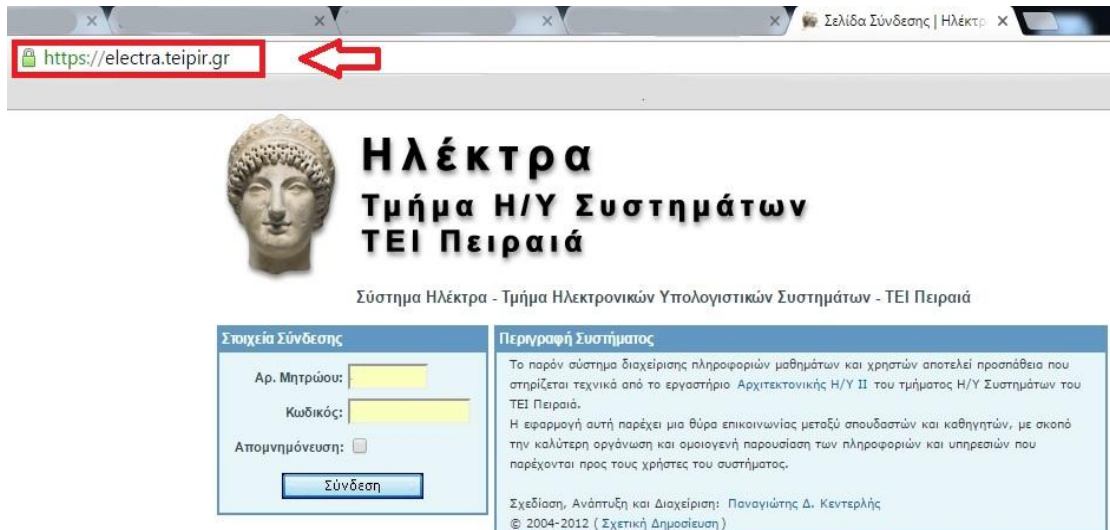 Σελίδα Σύνδεσης | Ηλέκτρ
https://electra.teipir.gr
Ηλέκτρα
Τμήμα Η/Υ Συστημάτων
ΤΕΙ Πειραιά
Σύστημα Ηλέκτρα - Τμήμα Ηλεκτρονικών Υπολογιστικών Συστημάτων - ΤΕΙ Πειραιά
Στοιχεία Σύνδεσης
Αρ. Μητρώου:
Κωδικός:
Απομνημόνευση:
Σύνδεση
Περιγραφή Συστήματος
Το παρόν σύστημα διαχείρισης πληροφοριών μαθημάτων και χρηστών αποτελεί προσπάθεια που
στηρίζεται τεχνικά από το εργαστήριο Αρχιτεκτονικής Η/Υ ΙΙ του τμήματος Η/Υ Συστημάτων του
ΤΕΙ Πειραιά.
Η εφαρμογή αυτή παρέχει μια θύρα επικοινωνίας μεταξύ σπουδαστών και καθηγητών, με σκοπό
την καλύτερη οργάνωση και ομοιογενή παρουσίαση των πληροφοριών και υπηρεσιών που
παρέχονται προς τους χρήστες του συστήματος.
Σχεδίαση, Ανάπτυξη και Διαχείριση: Παναγιώτης Δ. Κεντερλής
© 2004-2012 ( Σχετική Δημοσίευση )